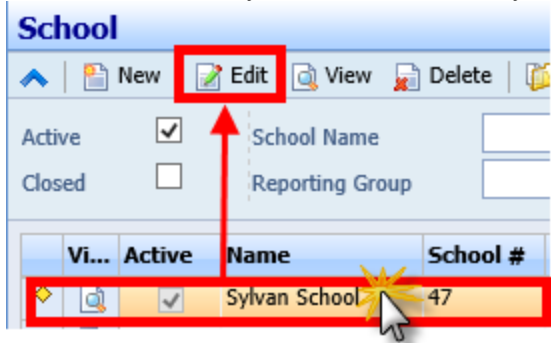 School
New Edit View Delete
Active School Name
Closed Reporting Group
Vi... Active Name School #
Sylvan School 47